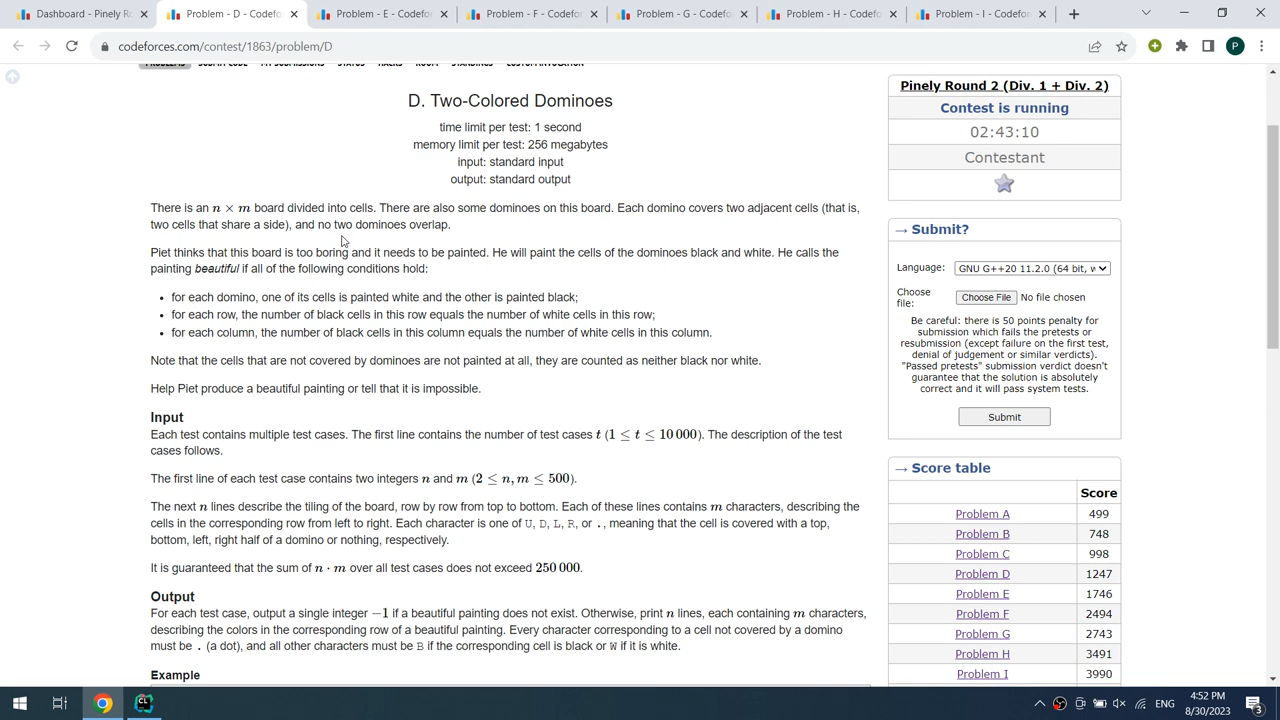 Dashboard - Pinely Ro
Problem - D - Codefor
Problem - E - Codefor
Problem - F - Codefor
Problem - G - Codefor
Problem - H - Codefor
Problem - I - Codefor
codeforces.com/contest/1863/problem/D
PROBLEMS SUBMIT CODE MY SUBMISSIONS STATUS HACKS ROOM STANDINGS CUSTOM INVOCATION
D. Two-Colored Dominoes
time limit per test: 1 second
memory limit per test: 256 megabytes
input: standard input
output: standard output
There is an n × m board divided into cells. There are also some dominoes on this board. Each domino covers two adjacent cells (that is,
two cells that share a side), and no two dominoes overlap.
Piet thinks that this board is too boring and it needs to be painted. He will paint the cells of the dominoes black and white. He calls the
painting beautiful if all of the following conditions hold:
• for each domino, one of its cells is painted white and the other is painted black;
• for each row, the number of black cells in this row equals the number of white cells in this row;
• for each column, the number of black cells in this column equals the number of white cells in this column.
Note that the cells that are not covered by dominoes are not painted at all, they are counted as neither black nor white.
Help Piet produce a beautiful painting or tell that it is impossible.
Input
Each test contains multiple test cases. The first line contains the number of test cases t (1 ≤ t ≤ 10 000). The description of the test
cases follows.
The first line of each test case contains two integers n and m (2 ≤ n, m ≤ 500).
The next n lines describe the tiling of the board, row by row from top to bottom. Each of these lines contains m characters, describing the
cells in the corresponding row from left to right. Each character is one of U, D, L, R, or ., meaning that the cell is covered with a top,
bottom, left, right half of a domino or nothing, respectively.
It is guaranteed that the sum of n · m over all test cases does not exceed 250 000.
Output
For each test case, output a single integer −1 if a beautiful painting does not exist. Otherwise, print n lines, each containing m characters,
describing the colors in the corresponding row of a beautiful painting. Every character corresponding to a cell not covered by a domino
must be . (a dot), and all other characters must be B if the corresponding cell is black or W if it is white.
Example
Pinely Round 2 (Div. 1 + Div. 2)
Contest is running
02:43:10
Contestant
→ Submit?
Language: GNU G++20 11.2.0 (64 bit, w
Choose file: Choose File No file chosen
Be careful: there is 50 points penalty for
submission which fails the pretests or
resubmission (except failure on the first test,
denial of judgement or similar verdicts).
"Passed pretests" submission verdict doesn't
guarantee that the solution is absolutely
correct and it will pass system tests.
Submit
→ Score table
Score
Problem A 499
Problem B 748
Problem C 998
Problem D 1247
Problem E 1746
Problem F 2494
Problem G 2743
Problem H 3491
Problem I 3990
P
CL
ENG
4:52 PM
8/30/2023
3